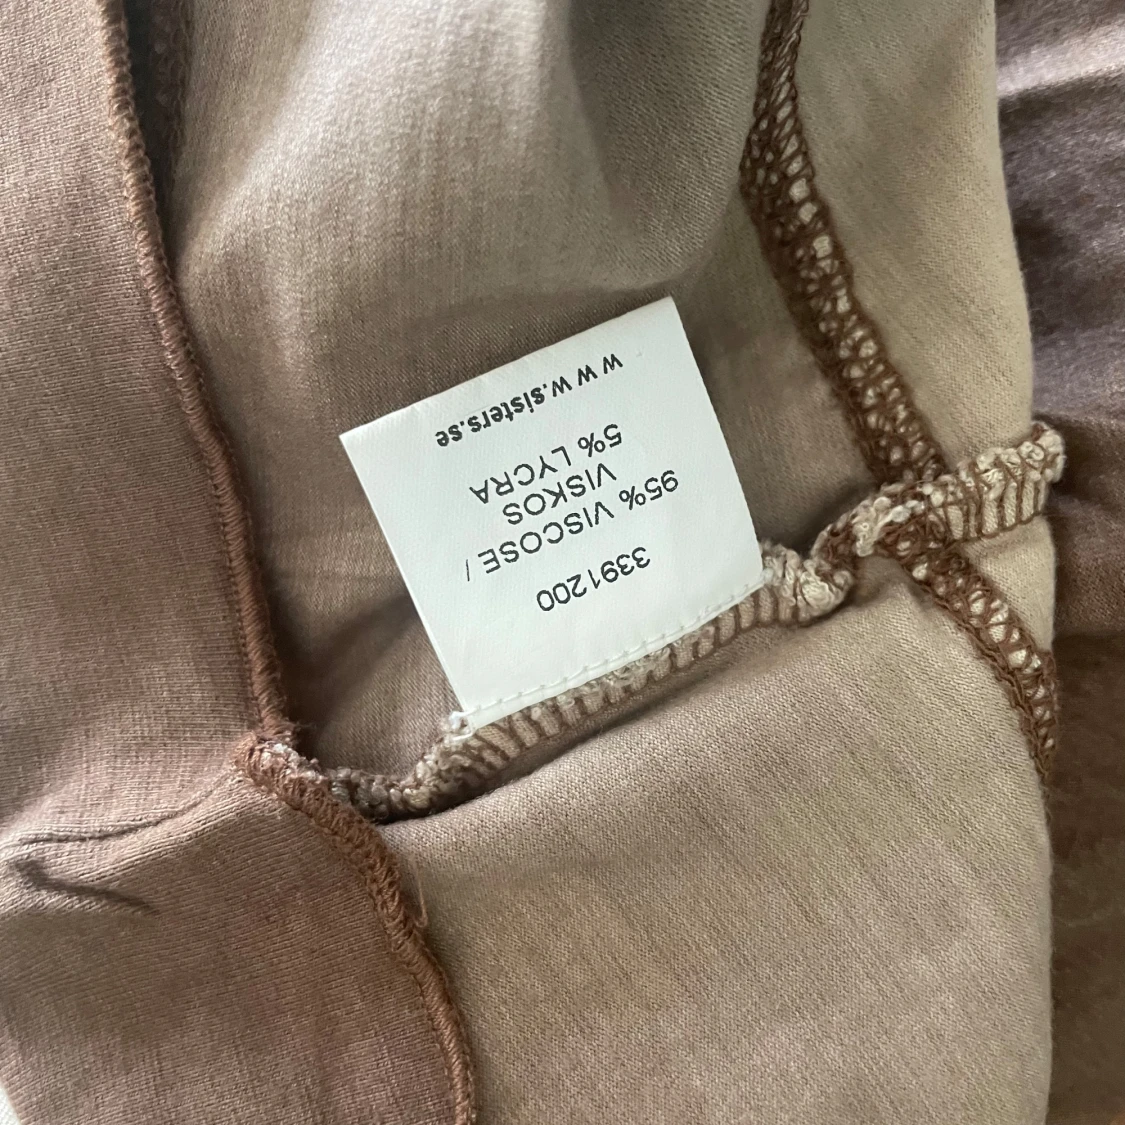 3391200
95% VISCOSE /
VISKOS
5% LYCRA
www.sisters.se